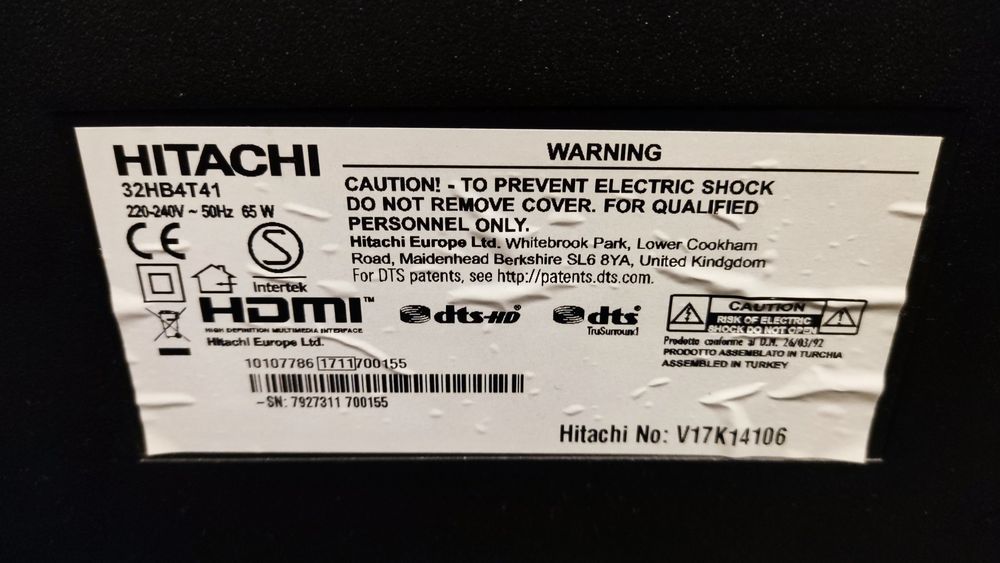 HITACHI
32HB4T41
220-240V ~ 50Hz 65 W
CE
S
Intertek
HDMI™
HIGH DEFINITION MULTIMEDIA INTERFACE
Hitachi Europe Ltd.
WARNING
CAUTION! - TO PREVENT ELECTRIC SHOCK
DO NOT REMOVE COVER. FOR QUALIFIED
PERSONNEL ONLY.
Hitachi Europe Ltd. Whitebrook Park, Lower Cookham
Road, Maidenhead Berkshire SL6 8YA, United Kindgdom
For DTS patents, see http://patents.dts.com.
dts-HD
dts
TruSurround
CAUTION
RISK OF ELECTRIC
SHOCK DO NOT OPEN
Prodotto conforme al D.M. 26/03/92
PRODOTTO ASSEMBLATO IN TURCHIA
ASSEMBLED IN TURKEY
10107786 1711 700155
-SN: 7927311 700155
Hitachi No: V17K14106